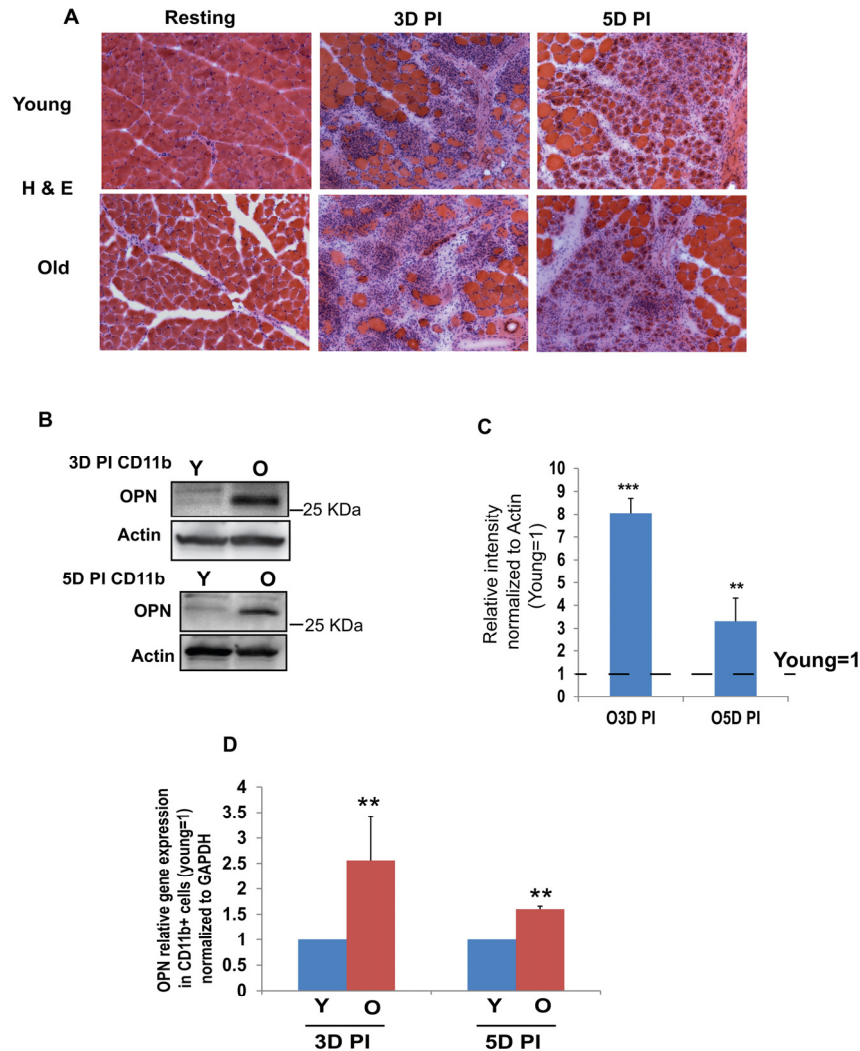 A
Resting
3D PI
5D PI
Young
H & E
Old
B
3D PI CD11b
Y
O
OPN
25 KDa
Actin
5D PI CD11b
Y
O
OPN
25 KDa
Actin
C
Relative intensity
normalized to Actin
(Young=1)
10
9
8
7
6
5
4
3
2
1
0
***
**
Young=1
O3D PI
O5D PI
D
OPN relative gene expression
in CD11b+ cells (young=1)
normalized to GAPDH
4
3.5
3
2.5
2
1.5
1
0.5
0
**
**
Y
O
Y
O
3D PI
5D PI